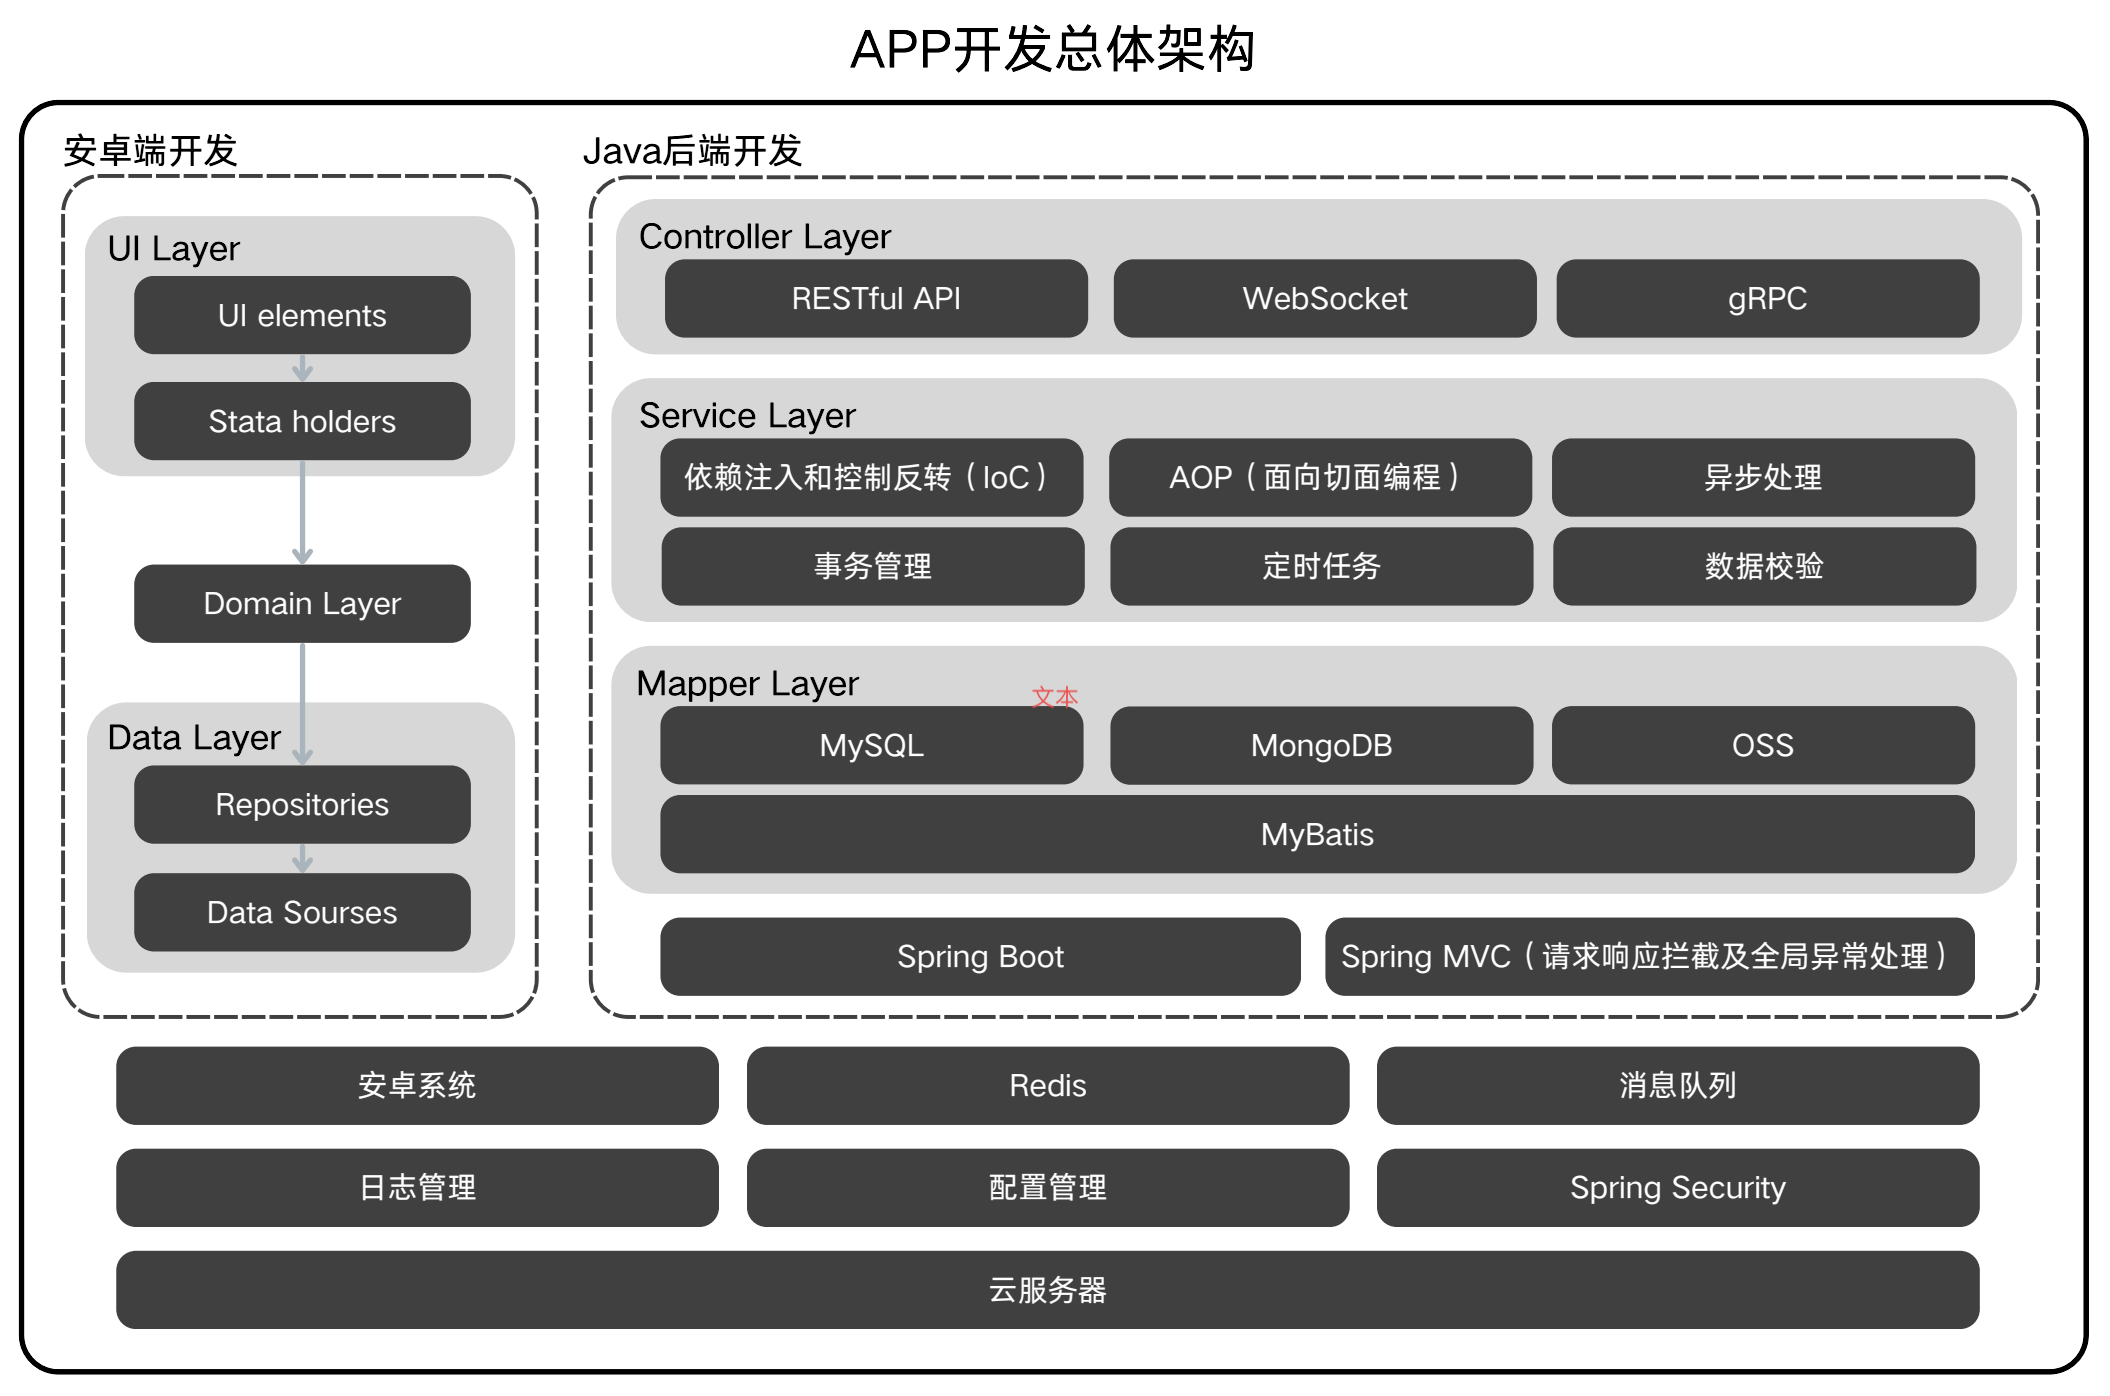 APP开发总体架构
安卓端开发
UI Layer
UI elements
Stata holders
Domain Layer
Data Layer
Repositories
Data Sourses
Java后端开发
Controller Layer
RESTful API
WebSocket
gRPC
Service Layer
依赖注入和控制反转（IoC）
AOP（面向切面编程）
异步处理
事务管理
定时任务
数据校验
Mapper Layer
文本
MySQL
MongoDB
OSS
MyBatis
Spring Boot
Spring MVC（请求响应拦截及全局异常处理）
安卓系统
Redis
消息队列
日志管理
配置管理
Spring Security
云服务器